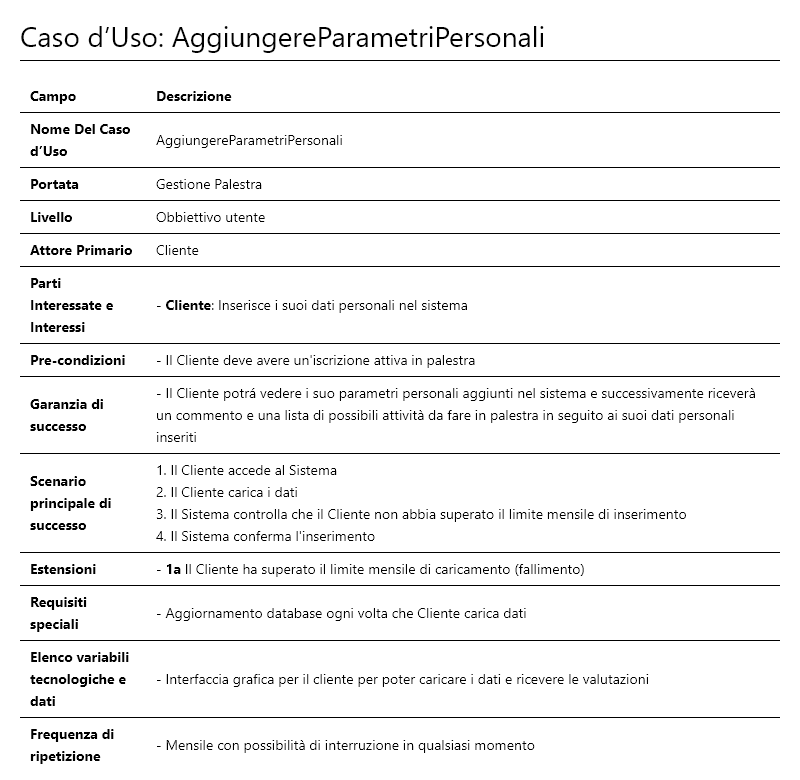 Caso d’Uso: AggiungereParametriPersonali
Campo Descrizione
Nome Del Caso
d’Uso
AggiungereParametriPersonali
Portata Gestione Palestra
Livello Obbiettivo utente
Attore Primario Cliente
Parti
Interessate e
Interessi
- Cliente: Inserisce i suoi dati personali nel sistema
Pre-condizioni - Il Cliente deve avere un'iscrizione attiva in palestra
Garanzia di
successo
- Il Cliente potrá vedere i suo parametri personali aggiunti nel sistema e successivamente riceverà
un commento e una lista di possibili attività da fare in palestra in seguito ai suoi dati personali
inseriti
Scenario
principale di
successo
1. Il Cliente accede al Sistema
2. Il Cliente carica i dati
3. Il Sistema controlla che il Cliente non abbia superato il limite mensile di inserimento
4. Il Sistema conferma l'inserimento
Estensioni - 1a Il Cliente ha superato il limite mensile di caricamento (fallimento)
Requisiti
speciali
- Aggiornamento database ogni volta che Cliente carica dati
Elenco variabili
tecnologiche e
dati
- Interfaccia grafica per il cliente per poter caricare i dati e ricevere le valutazioni
Frequenza di
ripetizione
- Mensile con possibilità di interruzione in qualsiasi momento